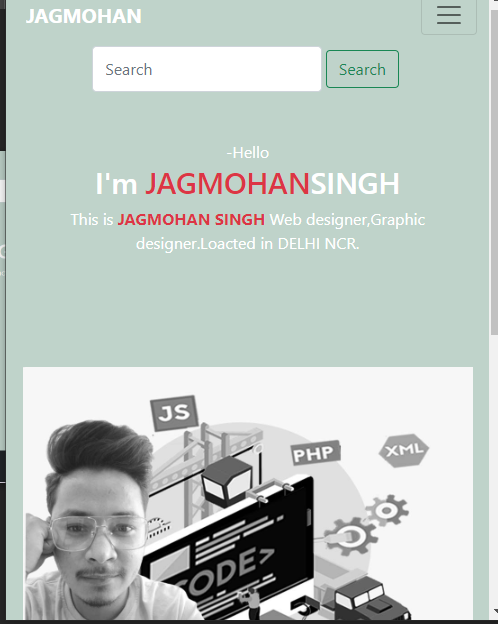 JAGMOHAN
Search Search
-Hello
I'm JAGMOHANSINGH
This is JAGMOHAN SINGH Web designer,Graphic
designer.Loacted in DELHI NCR.
JS
PHP
XML
CODE>